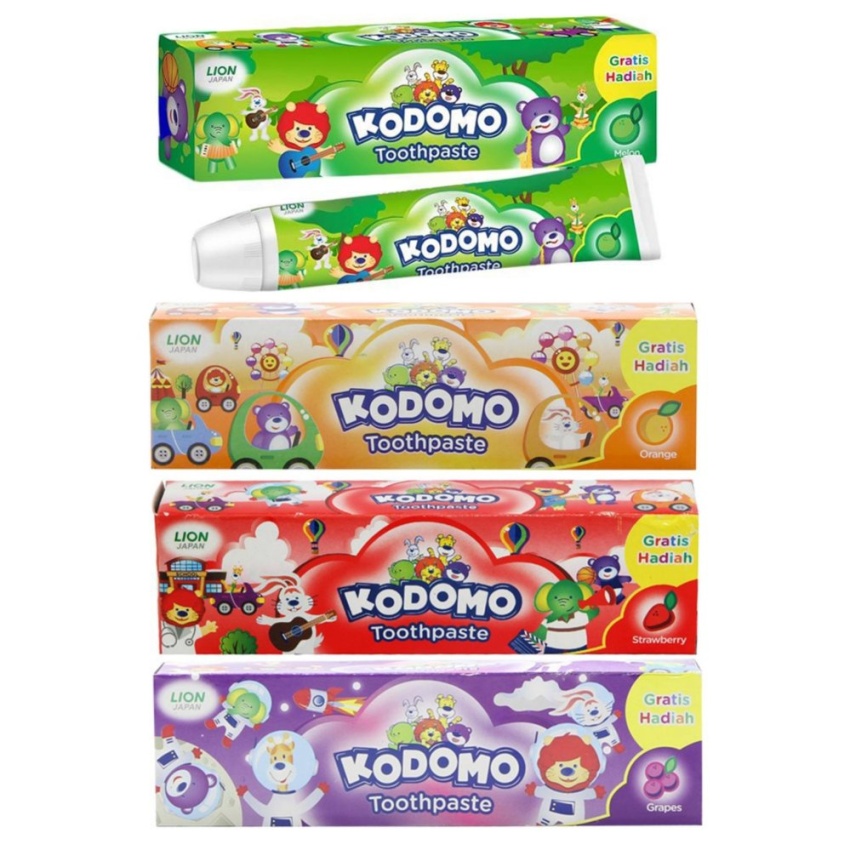 LION
JAPAN
KODOMO
Toothpaste
Gratis
Hadiah
Melon
LION
JAPAN
KODOMO
Toothpaste
LION
JAPAN
KODOMO
Toothpaste
Gratis
Hadiah
Orange
KODOMO
Toothpaste
LION
JAPAN
SCHOOL
KODOMO
Toothpaste
Gratis
Hadiah
Strawberry
LION
JAPAN
KODOMO
Toothpaste
Gratis
Hadiah
Grapes